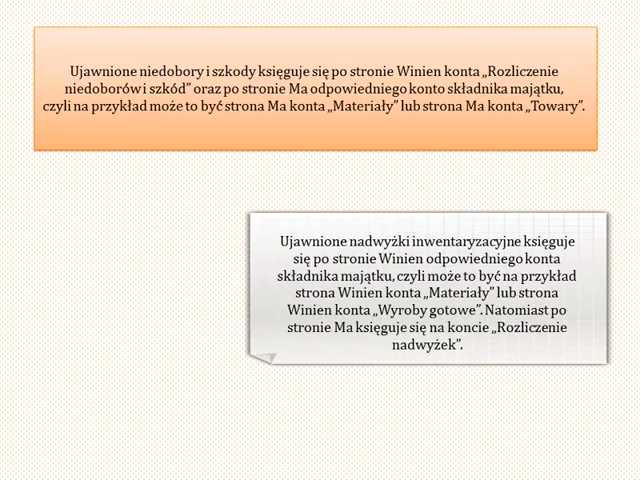 Ujawnione niedobory i szkody księguje się po stronie Winien konta „Rozliczenie
niedoborów i szkód” oraz po stronie Ma odpowiedniego konto składnika majątku,
czyli na przykład może to być strona Ma konta „Materiały” lub strona Ma konta „Towary”.
Ujawnione nadwyżki inwentaryzacyjne księguje
się po stronie Winien odpowiedniego konta
składnika majątku, czyli może to być na przykład
strona Winien konta „Materiały” lub strona
Winien konta „Wyroby gotowe”. Natomiast po
stronie Ma księguje się na koncie „Rozliczenie
nadwyżek”.